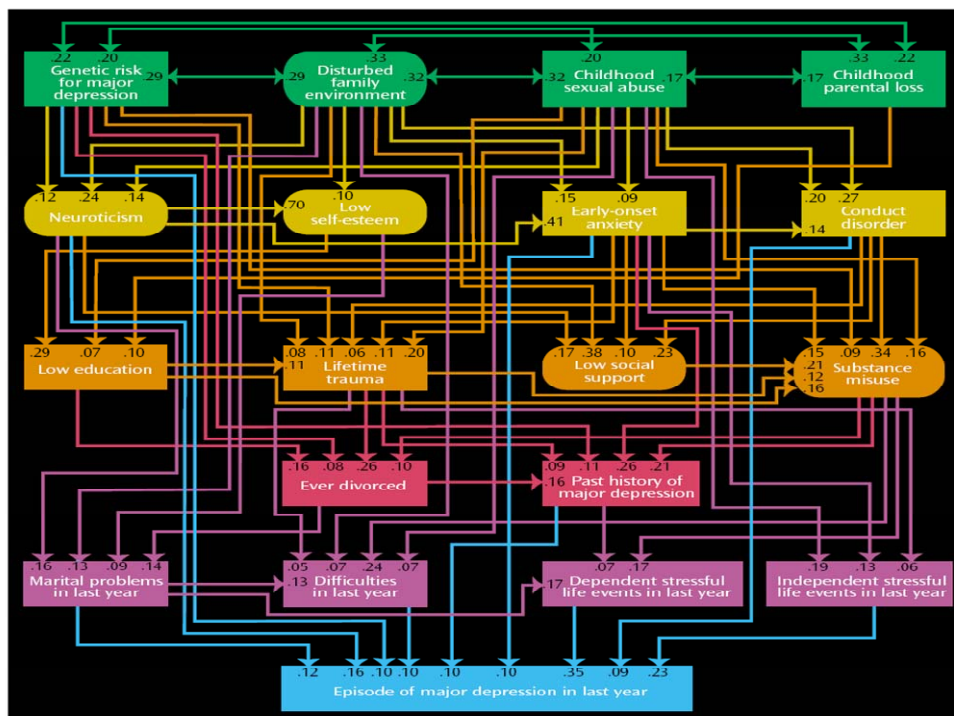 .22 .20 .33 .20 .33 .22
Genetic risk
for major
depression
.29
.29
Disturbed
family
environment
.32
.32
Childhood
sexual abuse
.17
.17
Childhood
parental loss
.12 .24 .14 .10 .15 .09 .20 .27
Neuroticism
.70
Low
self-esteem
.41
Early-onset
anxiety
.14
Conduct
disorder
.29 .07 .10 .08 .11 .06 .11 .20 .17 .38 .10 .23 .15 .09 .34 .16
Low education
.11
Lifetime
trauma
Low social
support
.21
.12
.16
Substance
misuse
.16 .08 .26 .10 .09 .11 .26 .21
Ever divorced
.16
Past history of
major depression
.16 .13 .09 .14 .05 .07 .24 .07 .07 .17 .19 .13 .06
Marital problems
in last year
.13
Difficulties
in last year
.17
Dependent stressful
life events in last year
Independent stressful
life events in last year
.12 .16 .10 .10 .10 .10 .35 .09 .23
Episode of major depression in last year